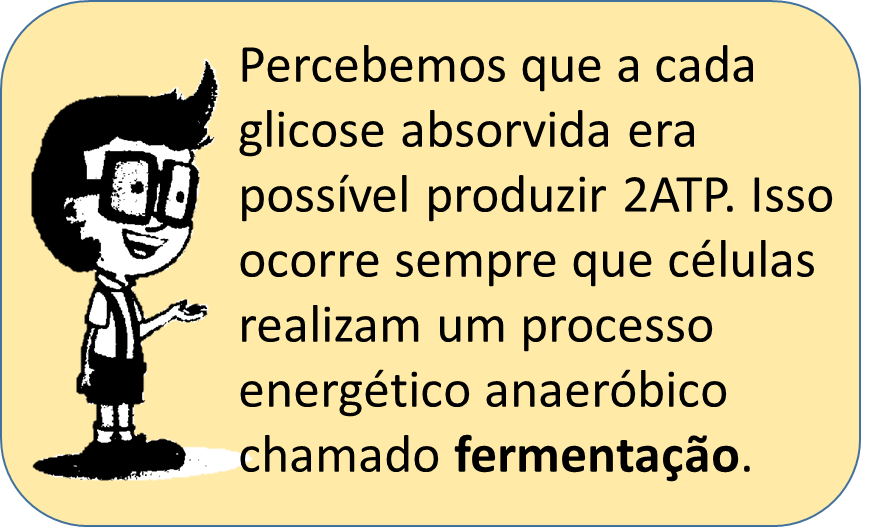 Percebemos que a cada
glicose absorvida era
possível produzir 2ATP. Isso
ocorre sempre que células
realizam um processo
energético anaeróbico
chamado fermentação.